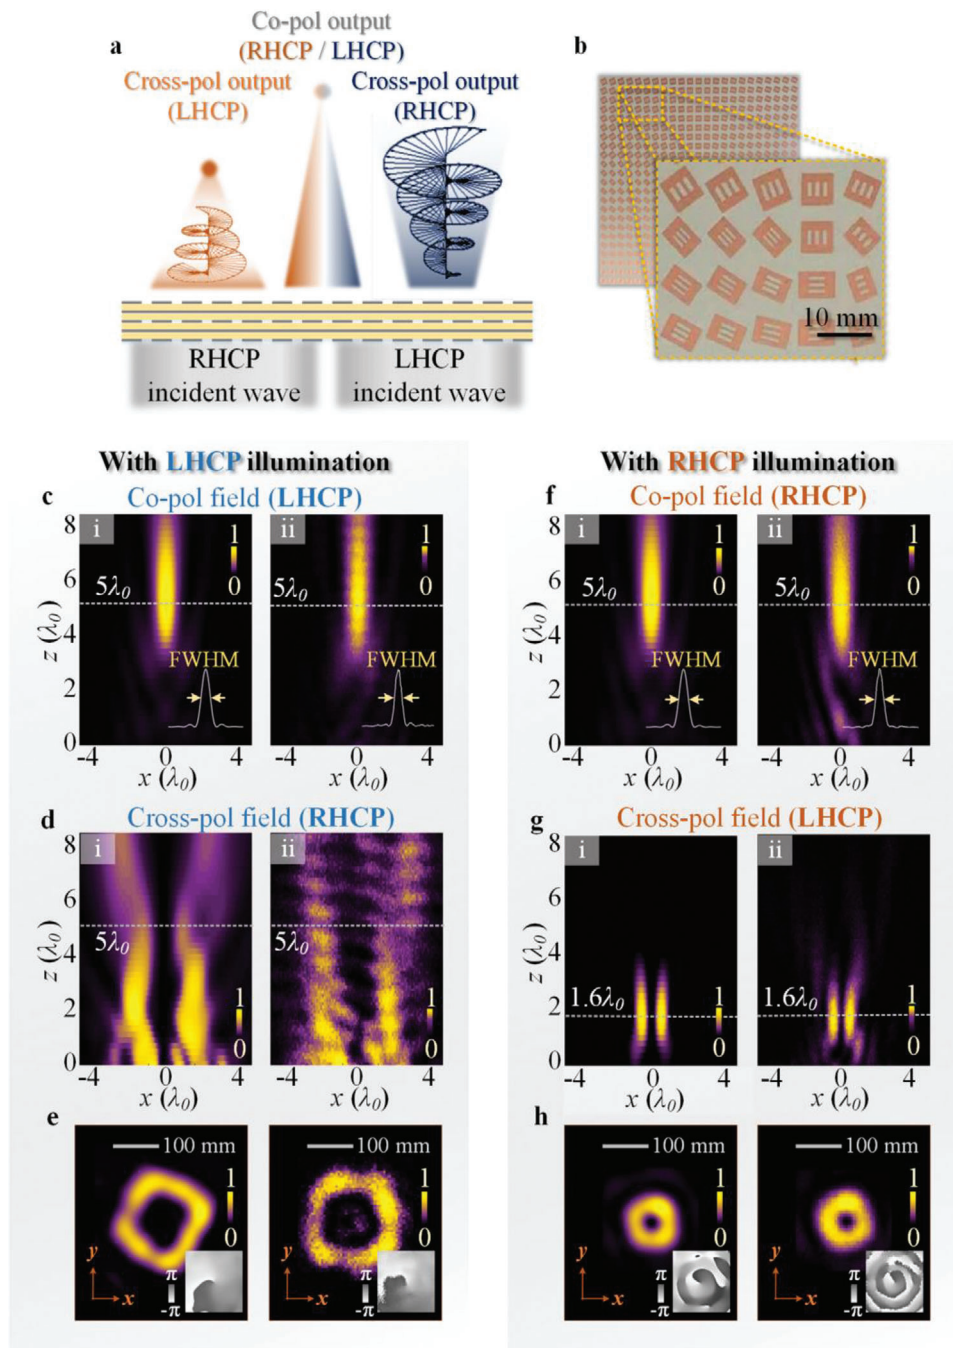 a
Co-pol output
(RHCP / LHCP)
Cross-pol output
(LHCP)
Cross-pol output
(RHCP)
RHCP
incident wave
LHCP
incident wave
b
10 mm
With LHCP illumination
c
Co-pol field (LHCP)
i
ii
8
6
4
2
0
z (λ0)
5λ0
5λ0
1
0
1
0
FWHM
FWHM
-4
0
4
-4
0
4
x (λ0)
x (λ0)
d
Cross-pol field (RHCP)
i
ii
8
6
4
2
0
z (λ0)
5λ0
5λ0
1
0
1
0
-4
0
4
-4
0
4
x (λ0)
x (λ0)
e
100 mm
100 mm
1
0
1
0
y
x
π
-π
y
x
π
-π
With RHCP illumination
f
Co-pol field (RHCP)
i
ii
8
6
4
2
0
z (λ0)
5λ0
5λ0
1
0
1
0
FWHM
FWHM
-4
0
4
-4
0
4
x (λ0)
x (λ0)
g
Cross-pol field (LHCP)
i
ii
8
6
4
2
0
z (λ0)
1.6λ0
1.6λ0
1
0
1
0
-4
0
4
-4
0
4
x (λ0)
x (λ0)
h
100 mm
100 mm
1
0
1
0
y
x
π
-π
y
x
π
-π